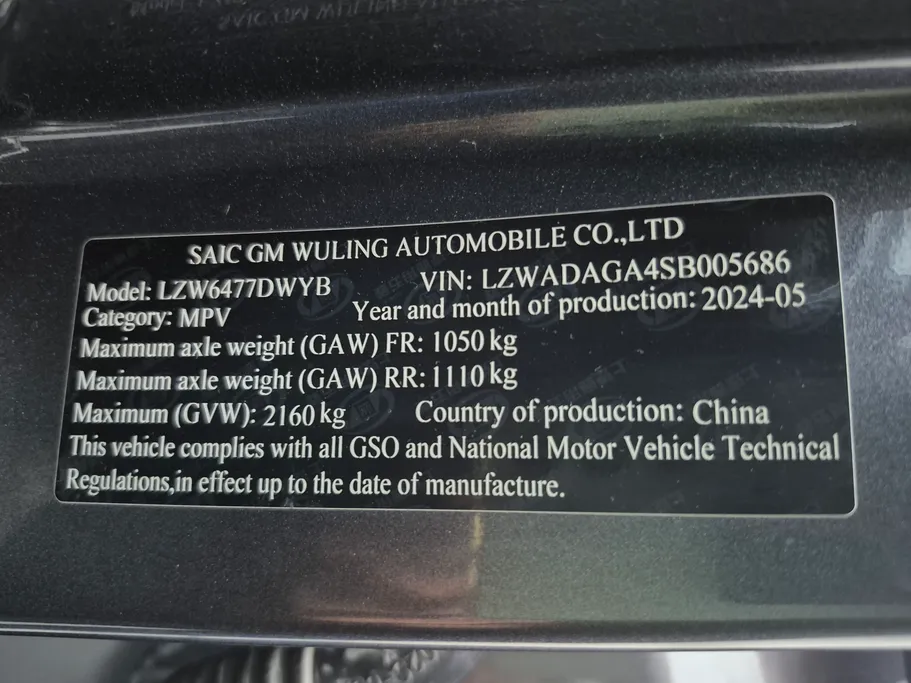 SAIC GM WULING AUTOMOBILE CO.,LTD
Model: LZW6477DWYB VIN: LZWADAGA4SB005686
Category: MPV Year and month of production: 2024-05
Maximum axle weight (GAW) FR: 1050 kg
Maximum axle weight (GAW) RR: 1110 kg
Maximum (GVW): 2160 kg Country of production: China
This vehicle complies with all GSO and National Motor Vehicle Technical
Regulations,in effect up to the date of manufacture.